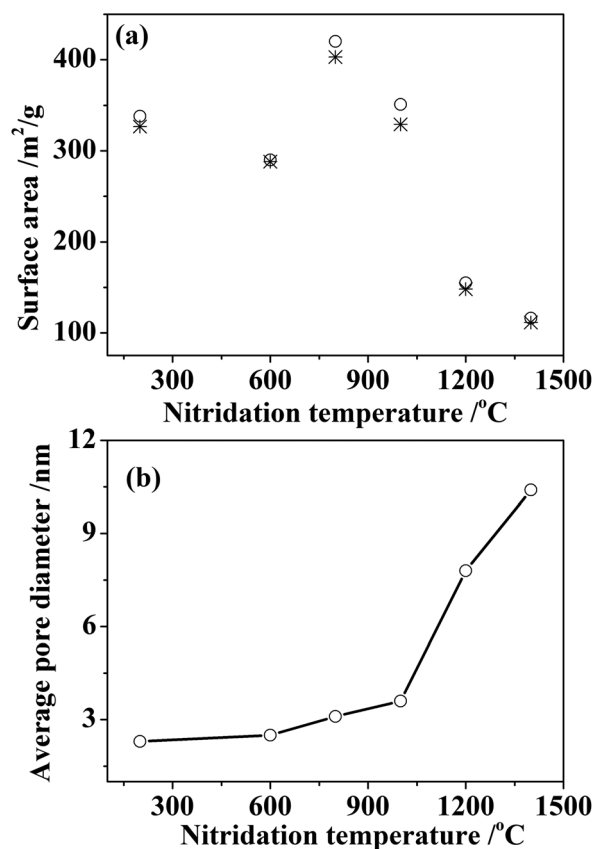 (a)
400
300
200
100
Surface area /m²/g
300 600 900 1200 1500
Nitridation temperature /°C
12
(b)
9
6
3
Average pore diameter /nm
300 600 900 1200 1500
Nitridation temperature /°C